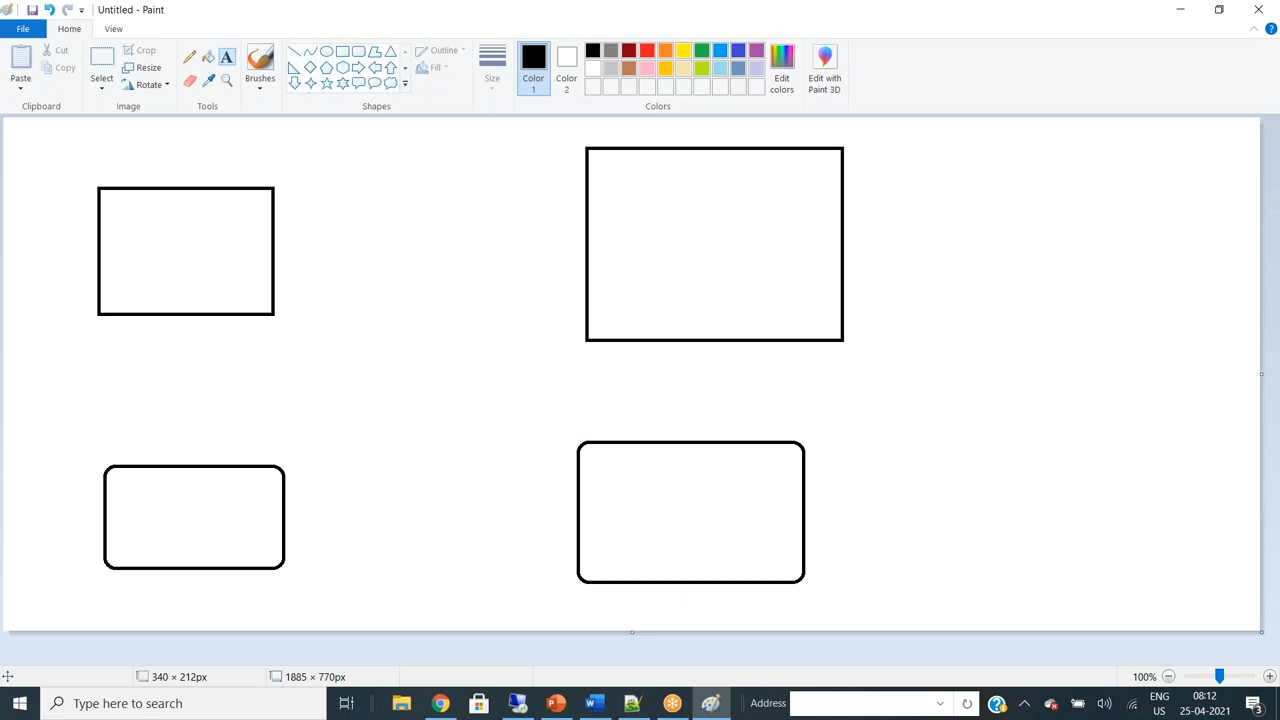 Untitled - Paint
File Home View
Paste
Cut
Copy
Clipboard
Select
Crop
Resize
Rotate
Image
A
Tools
Brushes
Shapes
Outline
Fill
Size
Color 1
Color 2
Colors
Edit colors
Edit with Paint 3D
340 × 212px
1885 × 770px
100%
Type here to search
Address
ENG
US
08:12
25-04-2021
3